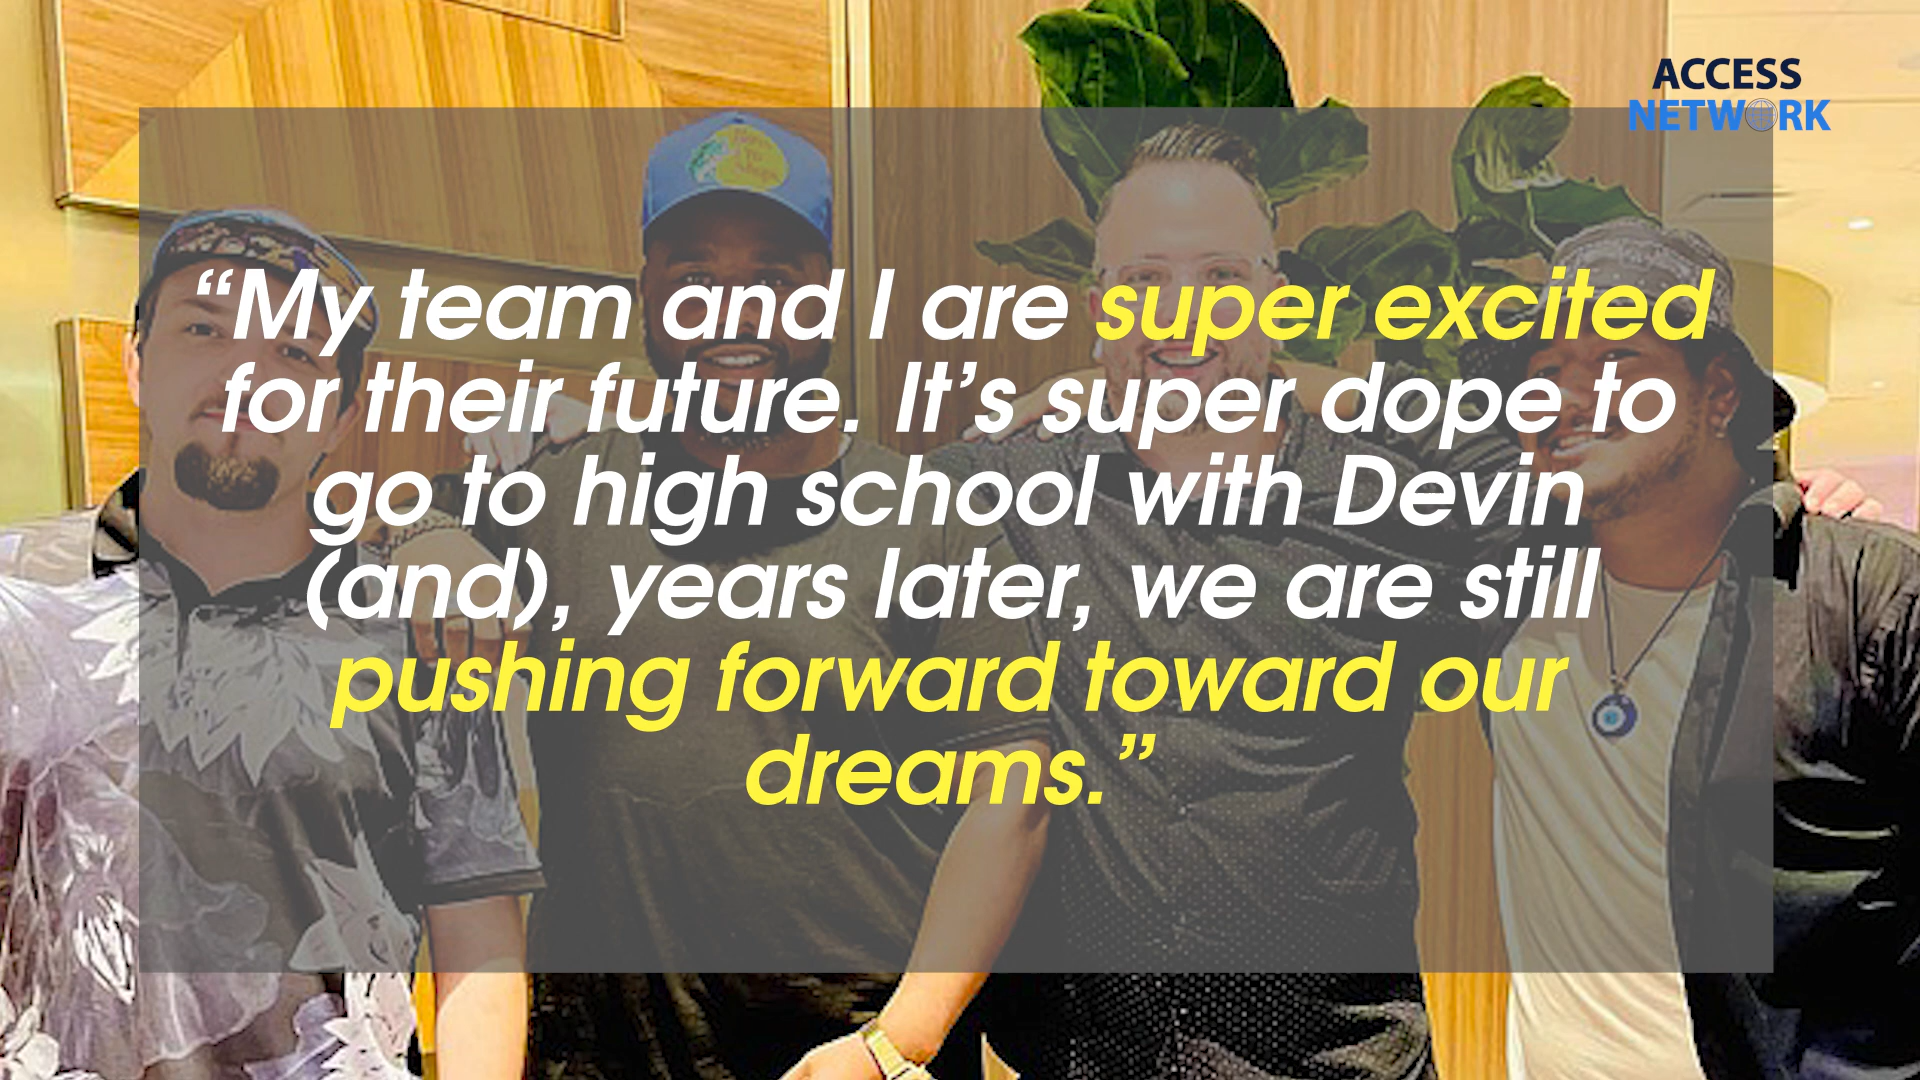 ACCESS
NETWORK
“My team and I are super excited
for their future. It’s super dope to
go to high school with Devin
(and), years later, we are still
pushing forward toward our
dreams.”